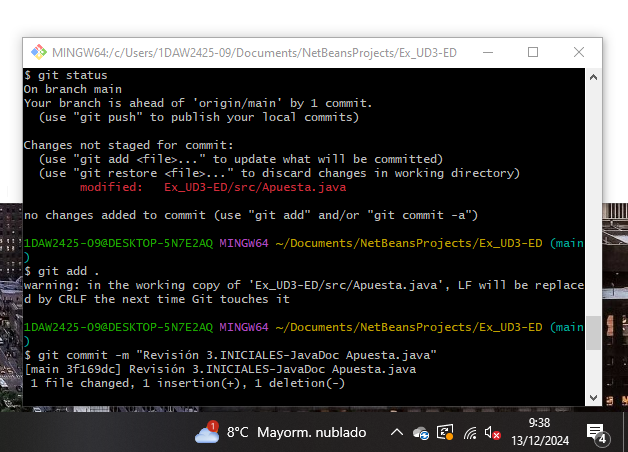 MINGW64:/c/Users/1DAW2425-09/Documents/NetBeansProjects/Ex_UD3-ED
$ git status
On branch main
Your branch is ahead of 'origin/main' by 1 commit.
  (use "git push" to publish your local commits)
Changes not staged for commit:
  (use "git add <file>..." to update what will be committed)
  (use "git restore <file>..." to discard changes in working directory)
        modified:   Ex_UD3-ED/src/Apuesta.java
no changes added to commit (use "git add" and/or "git commit -a")
1DAW2425-09@DESKTOP-5N7E2AQ MINGW64 ~/Documents/NetBeansProjects/Ex_UD3-ED (main
)
$ git add .
warning: in the working copy of 'Ex_UD3-ED/src/Apuesta.java', LF will be replace
d by CRLF the next time Git touches it
1DAW2425-09@DESKTOP-5N7E2AQ MINGW64 ~/Documents/NetBeansProjects/Ex_UD3-ED (main
)
$ git commit -m "Revisión 3.INICIALES-JavaDoc Apuesta.java"
[main 3f169dc] Revisión 3.INICIALES-JavaDoc Apuesta.java
 1 file changed, 1 insertion(+), 1 deletion(-)
1
8°C Mayorm. nublado
9:38
13/12/2024
4